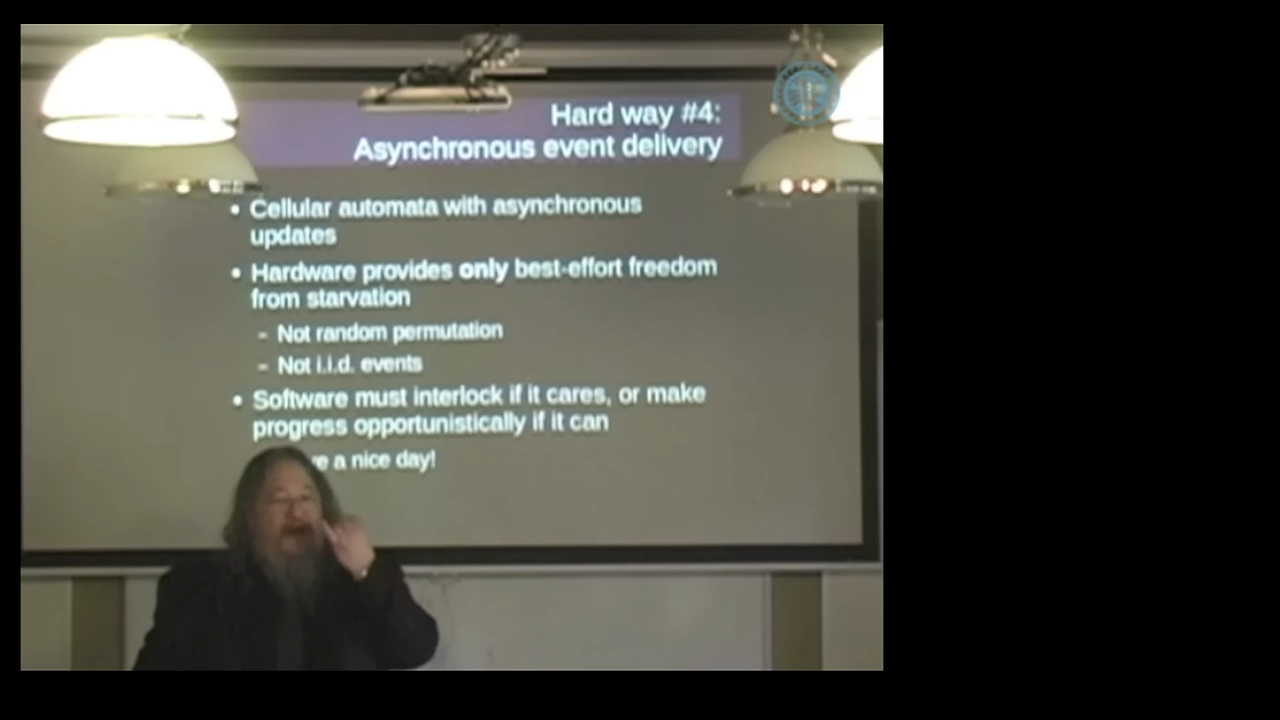 Hard way #4:
Asynchronous event delivery
• Cellular automata with asynchronous
updates
• Hardware provides only best-effort freedom
from starvation
– Not random permutation
– Not i.i.d. events
• Software must interlock if it cares, or make
progress opportunistically if it can
a nice day!